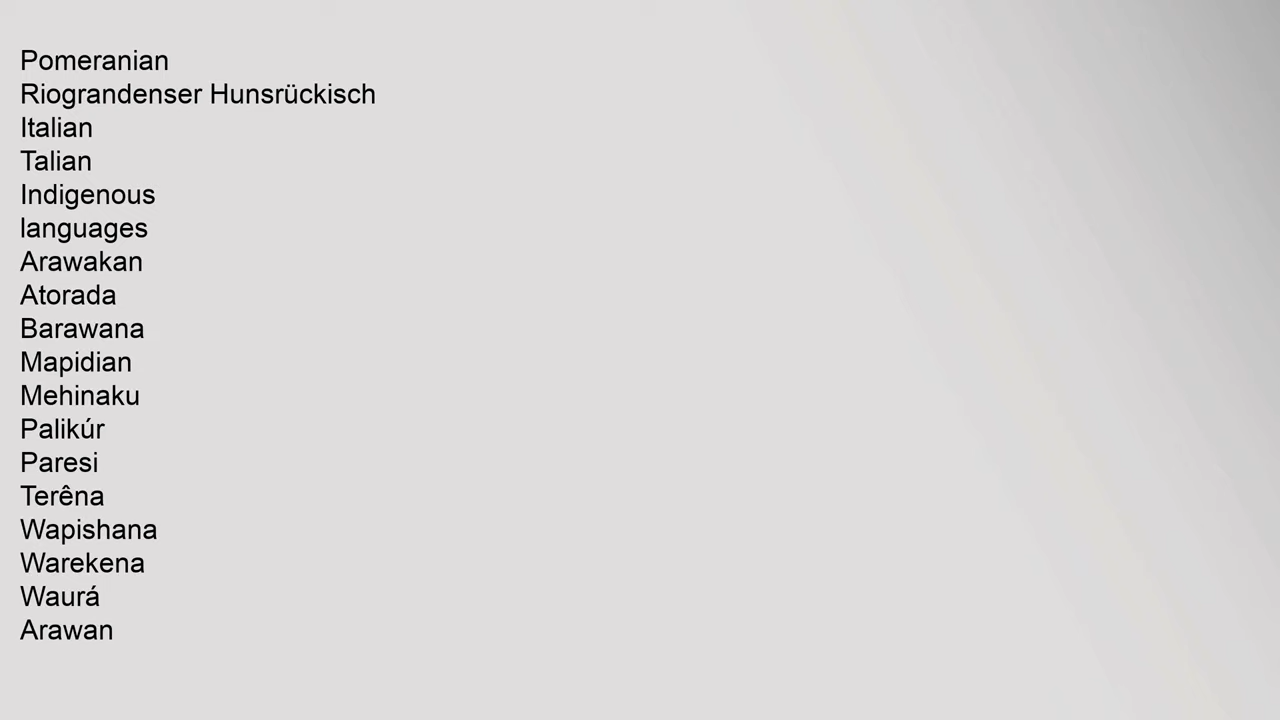 Pomeranian
Riograndenser Hunsrückisch
Italian
Talian
Indigenous
languages
Arawakan
Atorada
Barawana
Mapidian
Mehinaku
Palikúr
Paresi
Terêna
Wapishana
Warekena
Waurá
Arawan